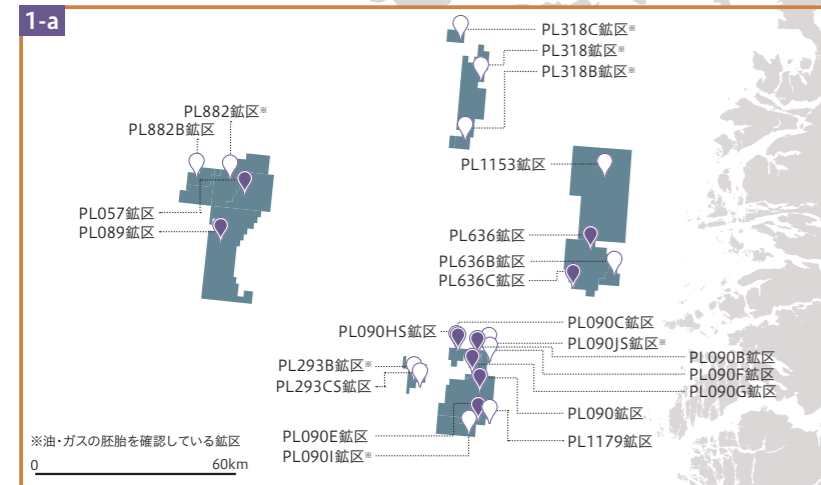 1-a
PL318C鉱区※
PL318鉱区※
PL318B鉱区※
PL882鉱区※
PL882B鉱区
PL057鉱区
PL089鉱区
PL1153鉱区
PL636鉱区
PL636B鉱区
PL636C鉱区
PL090HS鉱区
PL090C鉱区
PL090JS鉱区※
PL090B鉱区
PL090F鉱区
PL090G鉱区
PL293B鉱区※
PL293CS鉱区
PL090鉱区
PL090E鉱区
PL1179鉱区
PL090I鉱区※
※油・ガスの胚胎を確認している鉱区
0 60km